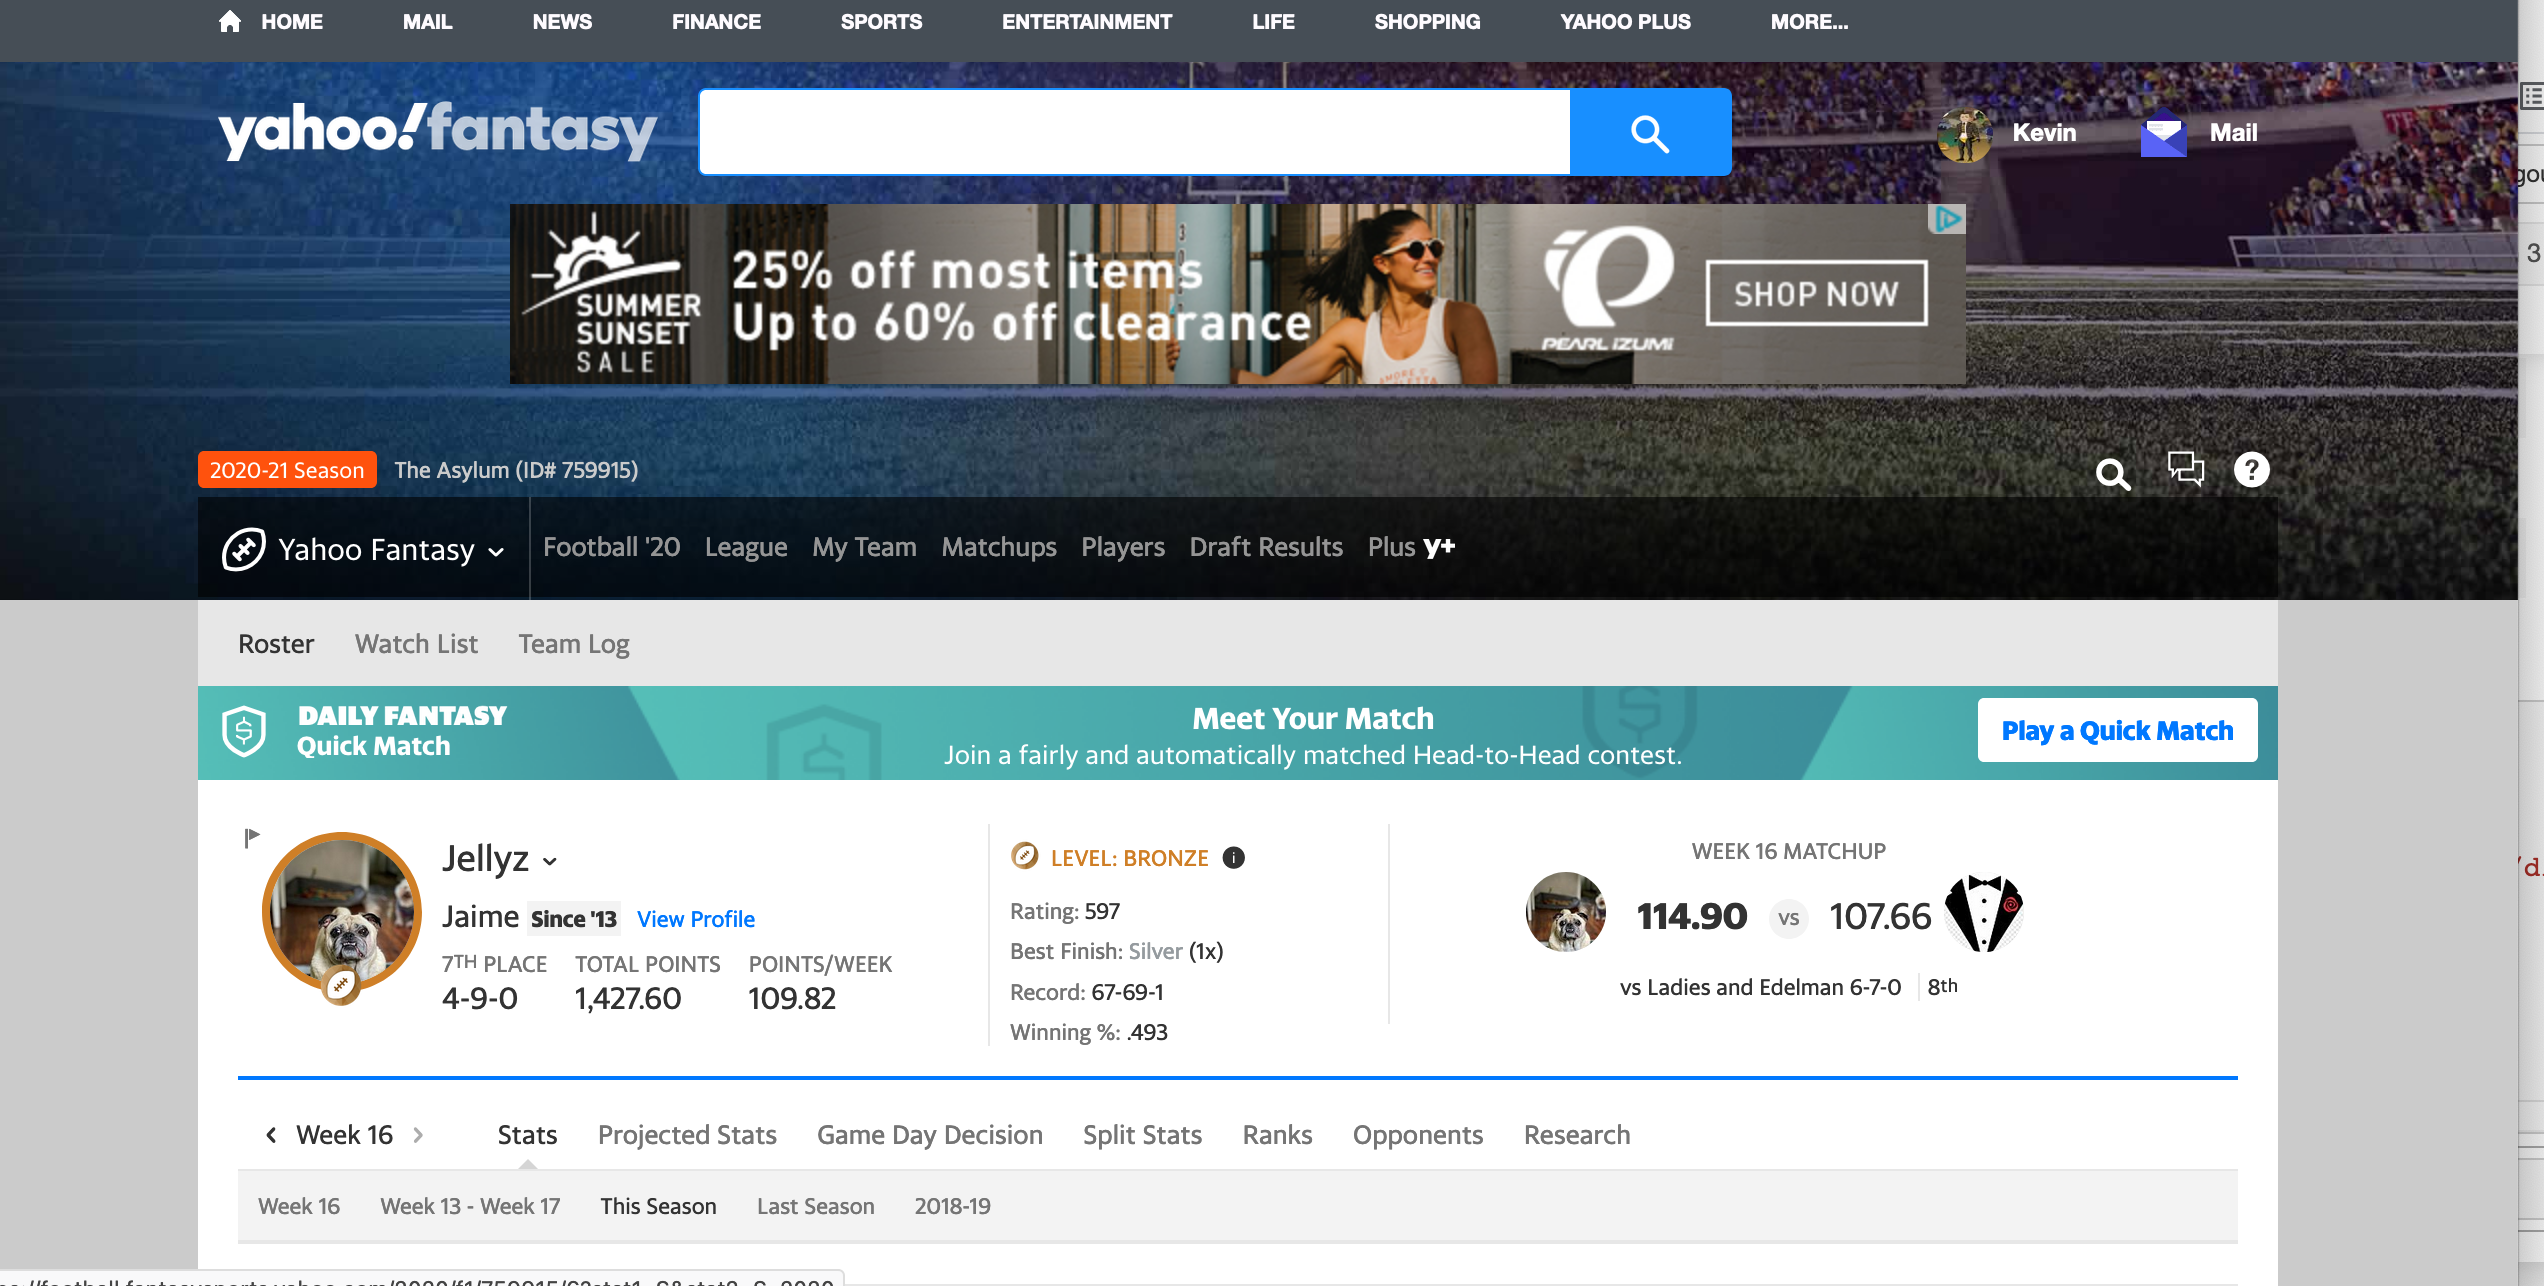 HOME MAIL NEWS FINANCE SPORTS ENTERTAINMENT LIFE SHOPPING YAHOO PLUS MORE...
yahoo!fantasy
Kevin
Mail
SUMMER
SUNSET
SALE
25% off most items
Up to 60% off clearance
PEARL iZUMi
SHOP NOW
3
2020-21 Season The Asylum (ID# 759915)
Yahoo Fantasy
Football '20 League My Team Matchups Players Draft Results Plus y+
Roster Watch List Team Log
DAILY FANTASY
Quick Match
Meet Your Match
Join a fairly and automatically matched Head-to-Head contest.
Play a Quick Match
Jellyz
Jaime Since '13 View Profile
7TH PLACE TOTAL POINTS POINTS/WEEK
4-9-0 1,427.60 109.82
LEVEL: BRONZE
Rating: 597
Best Finish: Silver (1x)
Record: 67-69-1
Winning %: .493
WEEK 16 MATCHUP
114.90 VS 107.66
vs Ladies and Edelman 6-7-0 8th
Week 16 Stats Projected Stats Game Day Decision Split Stats Ranks Opponents Research
Week 16 Week 13 - Week 17 This Season Last Season 2018-19